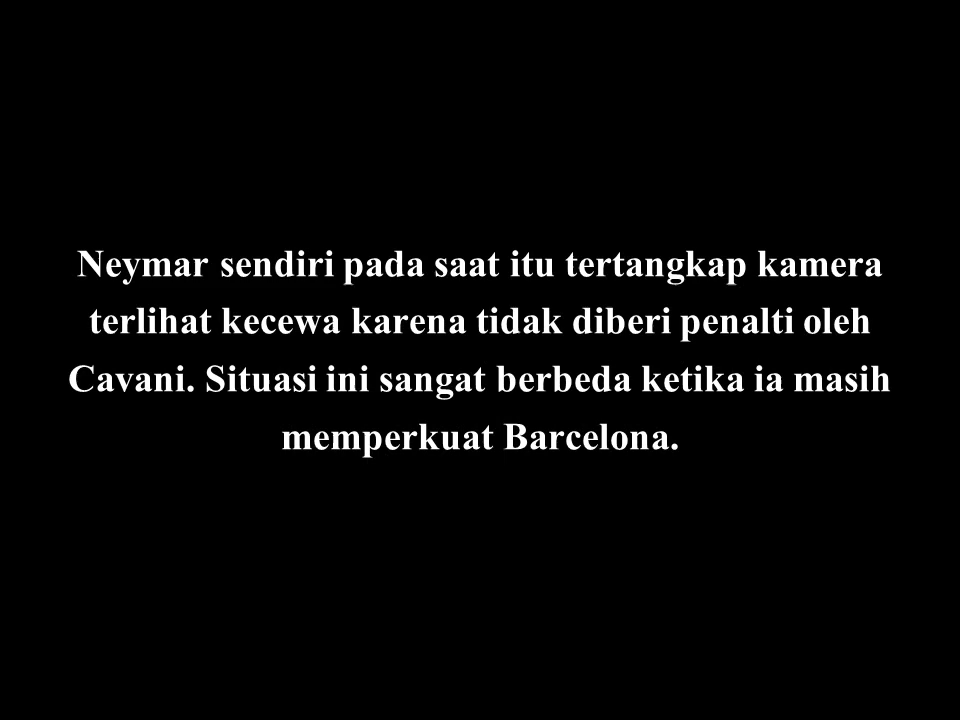 Neymar sendiri pada saat itu tertangkap kamera
terlihat kecewa karena tidak diberi penalti oleh
Cavani. Situasi ini sangat berbeda ketika ia masih
memperkuat Barcelona.